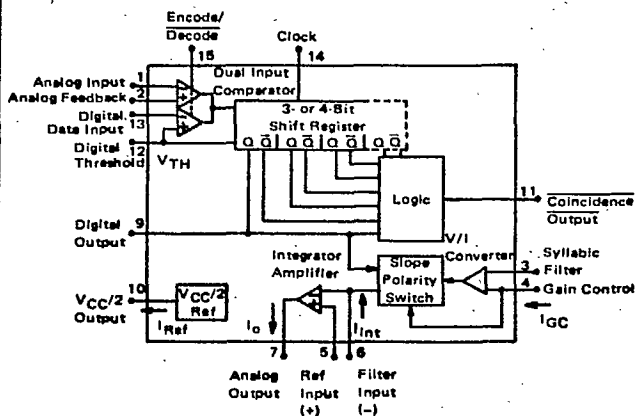 Encode/
Decode
Clock
15
14
Analog Input
1
Dual Input
Comparator
Analog Feedback
2
Digital
Data Input
13
3- or 4-Bit
Shift Register
12
Digital
Threshold
VTH
Q Q̅ Q Q̅ Q Q̅ Q Q̅
Logic
11
Coincidence
Output
Digital
Output
9
V/I
Converter
Integrator
Amplifier
Slope
Polarity
Switch
Syllabic
3
Filter
4
Gain Control
10
VCC/2
Output
VCC/2
Ref
IRef
Io
IInt
IGC
7
5
6
Analog
Output
Ref
Input
(+)
Filter
Input
(−)